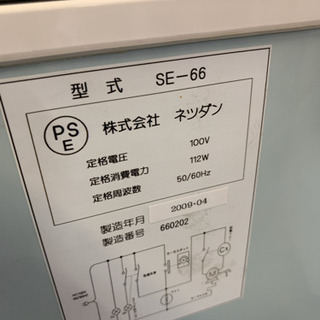 型式 SE-66
PS
E
株式会社 ネツダン
定格電圧 100V
定格消費電力 112W
定格周波数 50/60Hz
製造年月 2009-04
製造番号 660202